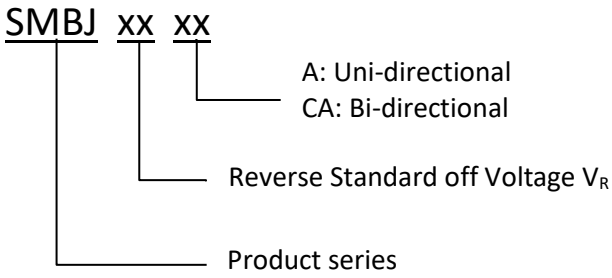 SMBJ xx xx
A: Uni-directional
CA: Bi-directional
Reverse Standard off Voltage VR
Product series